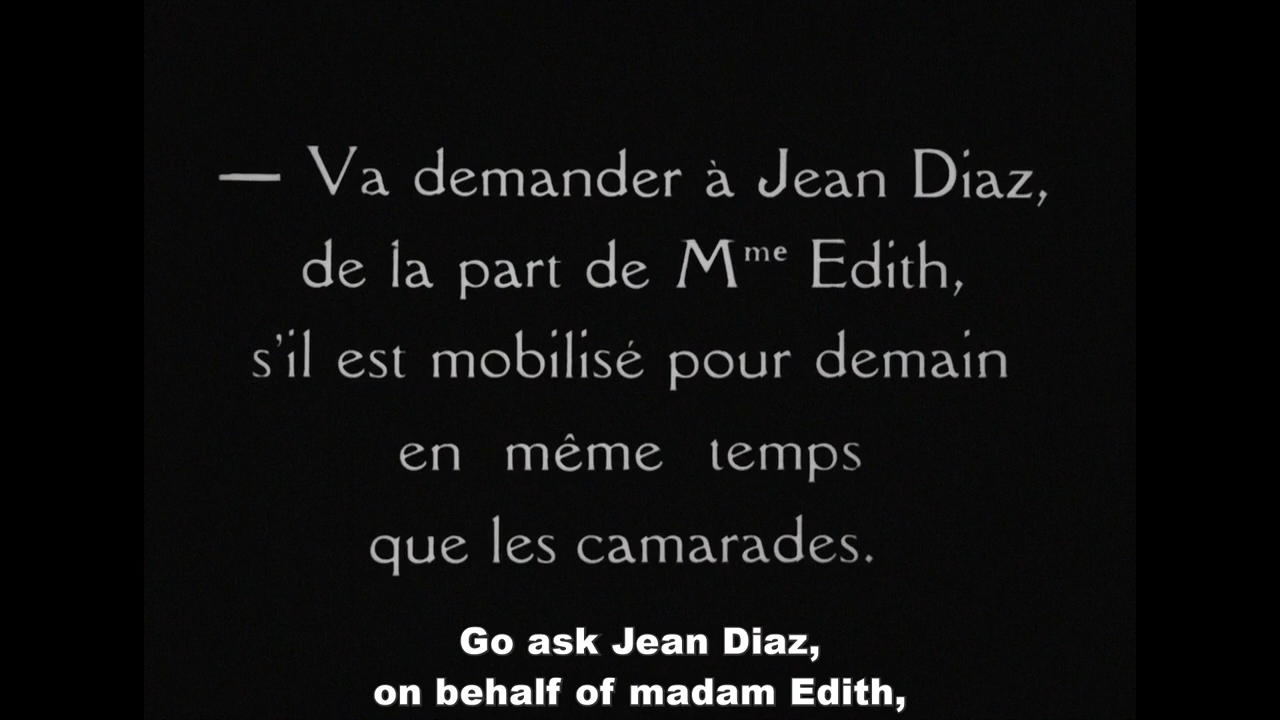 — Va demander à Jean Diaz,
de la part de Mme Edith,
s'il est mobilisé pour demain
en même temps
que les camarades.
Go ask Jean Diaz,
on behalf of madam Edith,